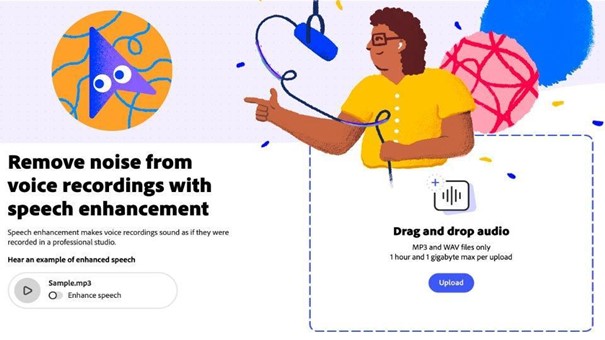 Remove noise from
voice recordings with
speech enhancement
Speech enhancement makes voice recordings sound as if they were
recorded in a professional studio.
Hear an example of enhanced speech
Sample.mp3
Enhance speech
Drag and drop audio
MP3 and WAV files only
1 hour and 1 gigabyte max per upload
Upload